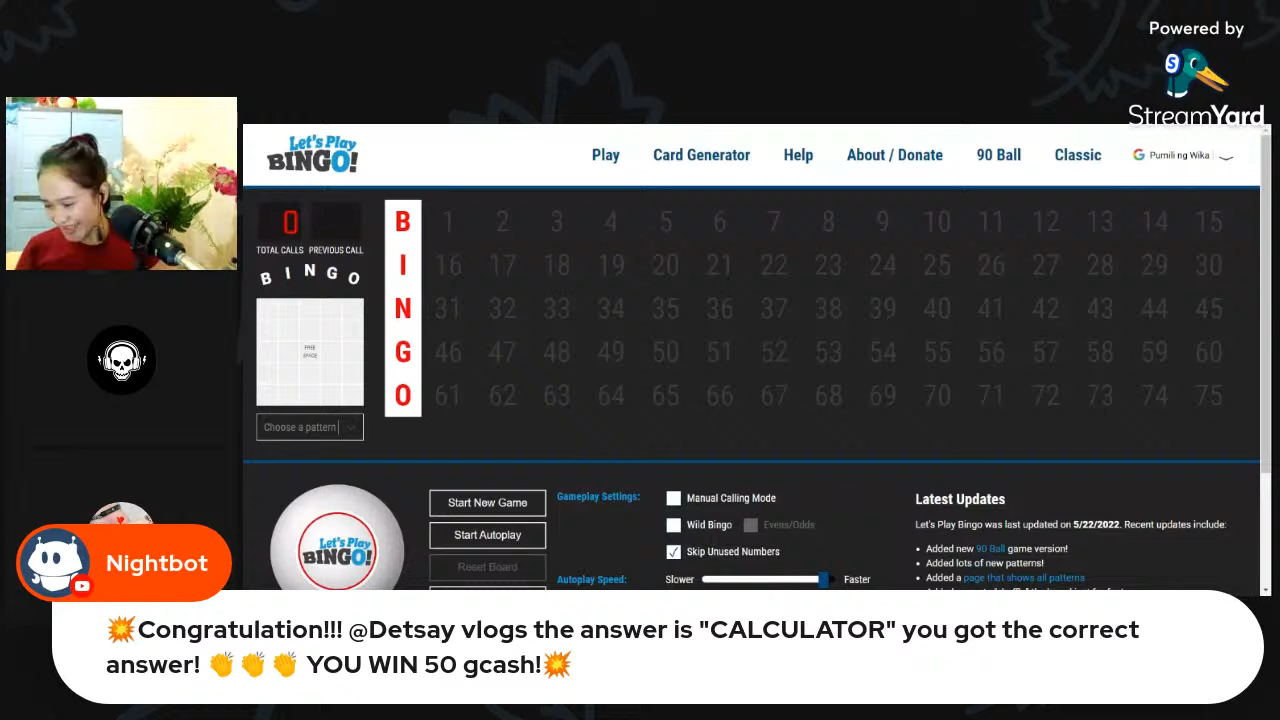 Powered by
StreamYard
Let's Play
BINGO!
Play Card Generator Help About / Donate 90 Ball Classic Pumili ng Wika
0
TOTAL CALLS PREVIOUS CALL
B I N G O
FREE
SPACE
Choose a pattern
B 1 2 3 4 5 6 7 8 9 10 11 12 13 14 15
I 16 17 18 19 20 21 22 23 24 25 26 27 28 29 30
N 31 32 33 34 35 36 37 38 39 40 41 42 43 44 45
G 46 47 48 49 50 51 52 53 54 55 56 57 58 59 60
O 61 62 63 64 65 66 67 68 69 70 71 72 73 74 75
Let's Play
BINGO!
Start New Game
Start Autoplay
Reset Board
Gameplay Settings:
Manual Calling Mode
Wild Bingo Evens/Odds
Skip Unused Numbers
Autoplay Speed: Slower Faster
Latest Updates
Let's Play Bingo was last updated on 5/22/2022. Recent updates include:
• Added new 90 Ball game version!
• Added lots of new patterns!
• Added a page that shows all patterns
Nightbot
💥Congratulation!!! @Detsay vlogs the answer is "CALCULATOR" you got the correct
answer! 👏👏👏 YOU WIN 50 gcash!💥